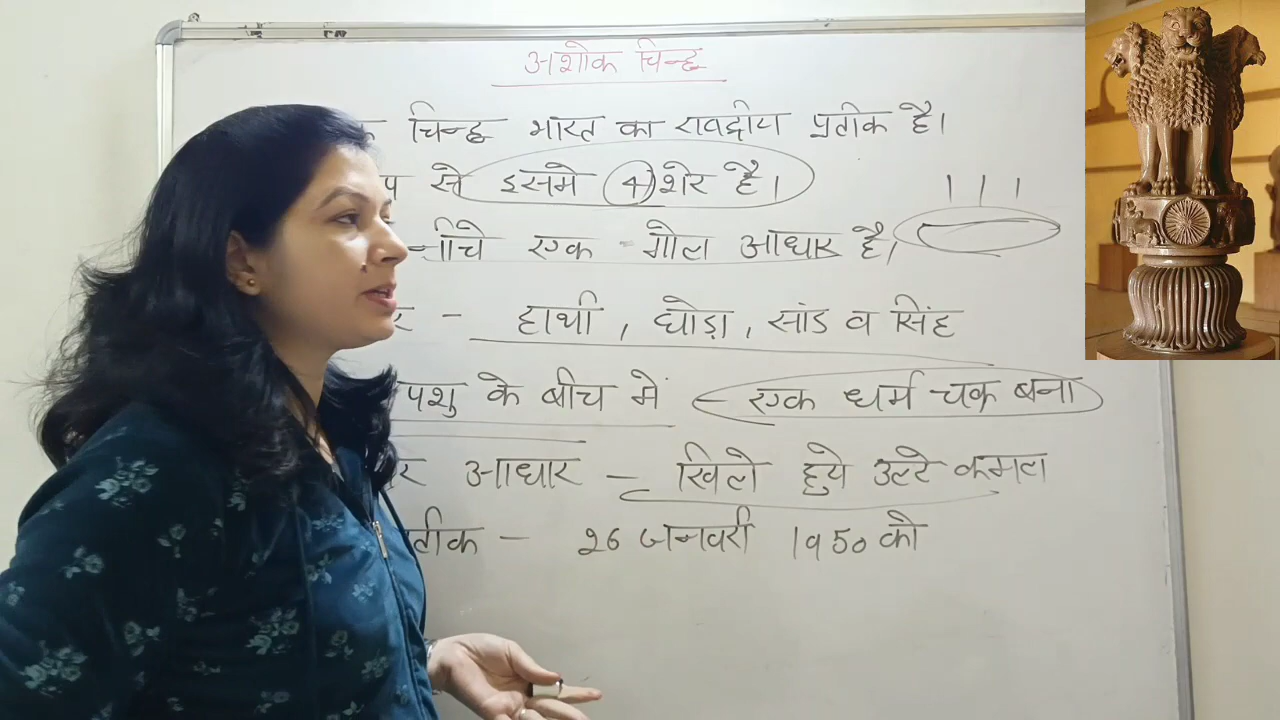 अशोक चिन्ह
चिन्ह भारत का राष्ट्रीय प्रतीक है।
से इसमे 4 शेर है।
नीचे एक गोल आधार है।
र - हाथी, घोड़ा, सांड व सिंह
पशु के बीच में - एक धर्म चक्र बना
र आधार - खिले हुये उल्टे कमल
तीक - 26 जनवरी 1950 को